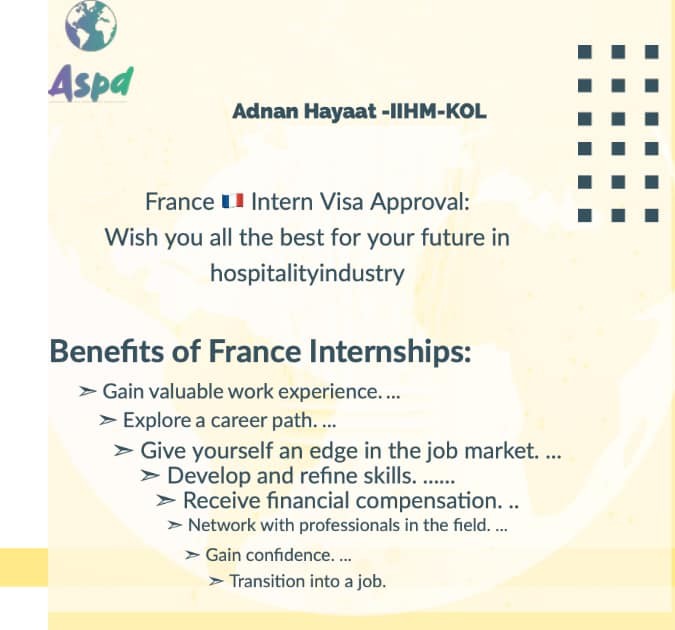 Aspd
Adnan Hayaat -IIHM-KOL
France 🇫🇷 Intern Visa Approval:
Wish you all the best for your future in
hospitalityindustry
Benefits of France Internships:
➣ Gain valuable work experience. ...
➣ Explore a career path. ...
➣ Give yourself an edge in the job market. ...
➣ Develop and refine skills. ......
➣ Receive financial compensation. ..
➣ Network with professionals in the field. ...
➣ Gain confidence. ...
➣ Transition into a job.